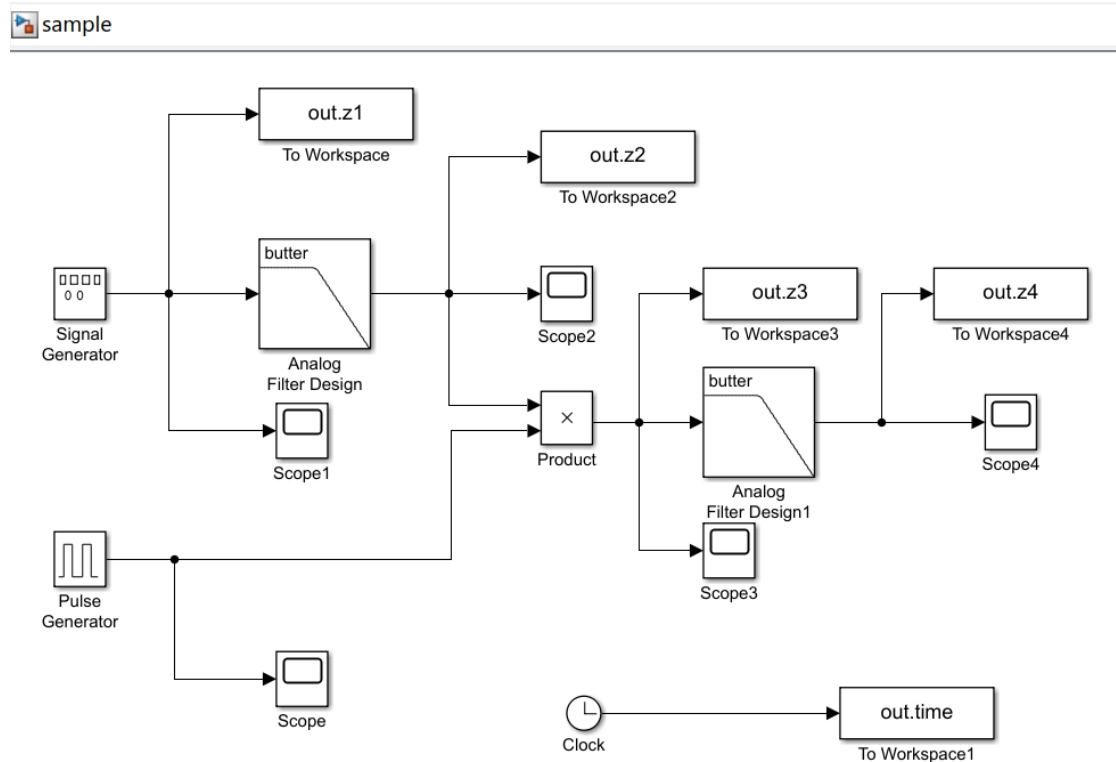 sample
out.z1
To Workspace
out.z2
To Workspace2
butter
Signal
Generator
Analog
Filter Design
Scope2
out.z3
To Workspace3
out.z4
To Workspace4
Scope1
×
Product
butter
Analog
Filter Design1
Scope4
Pulse
Generator
Scope3
Scope
Clock
out.time
To Workspace1